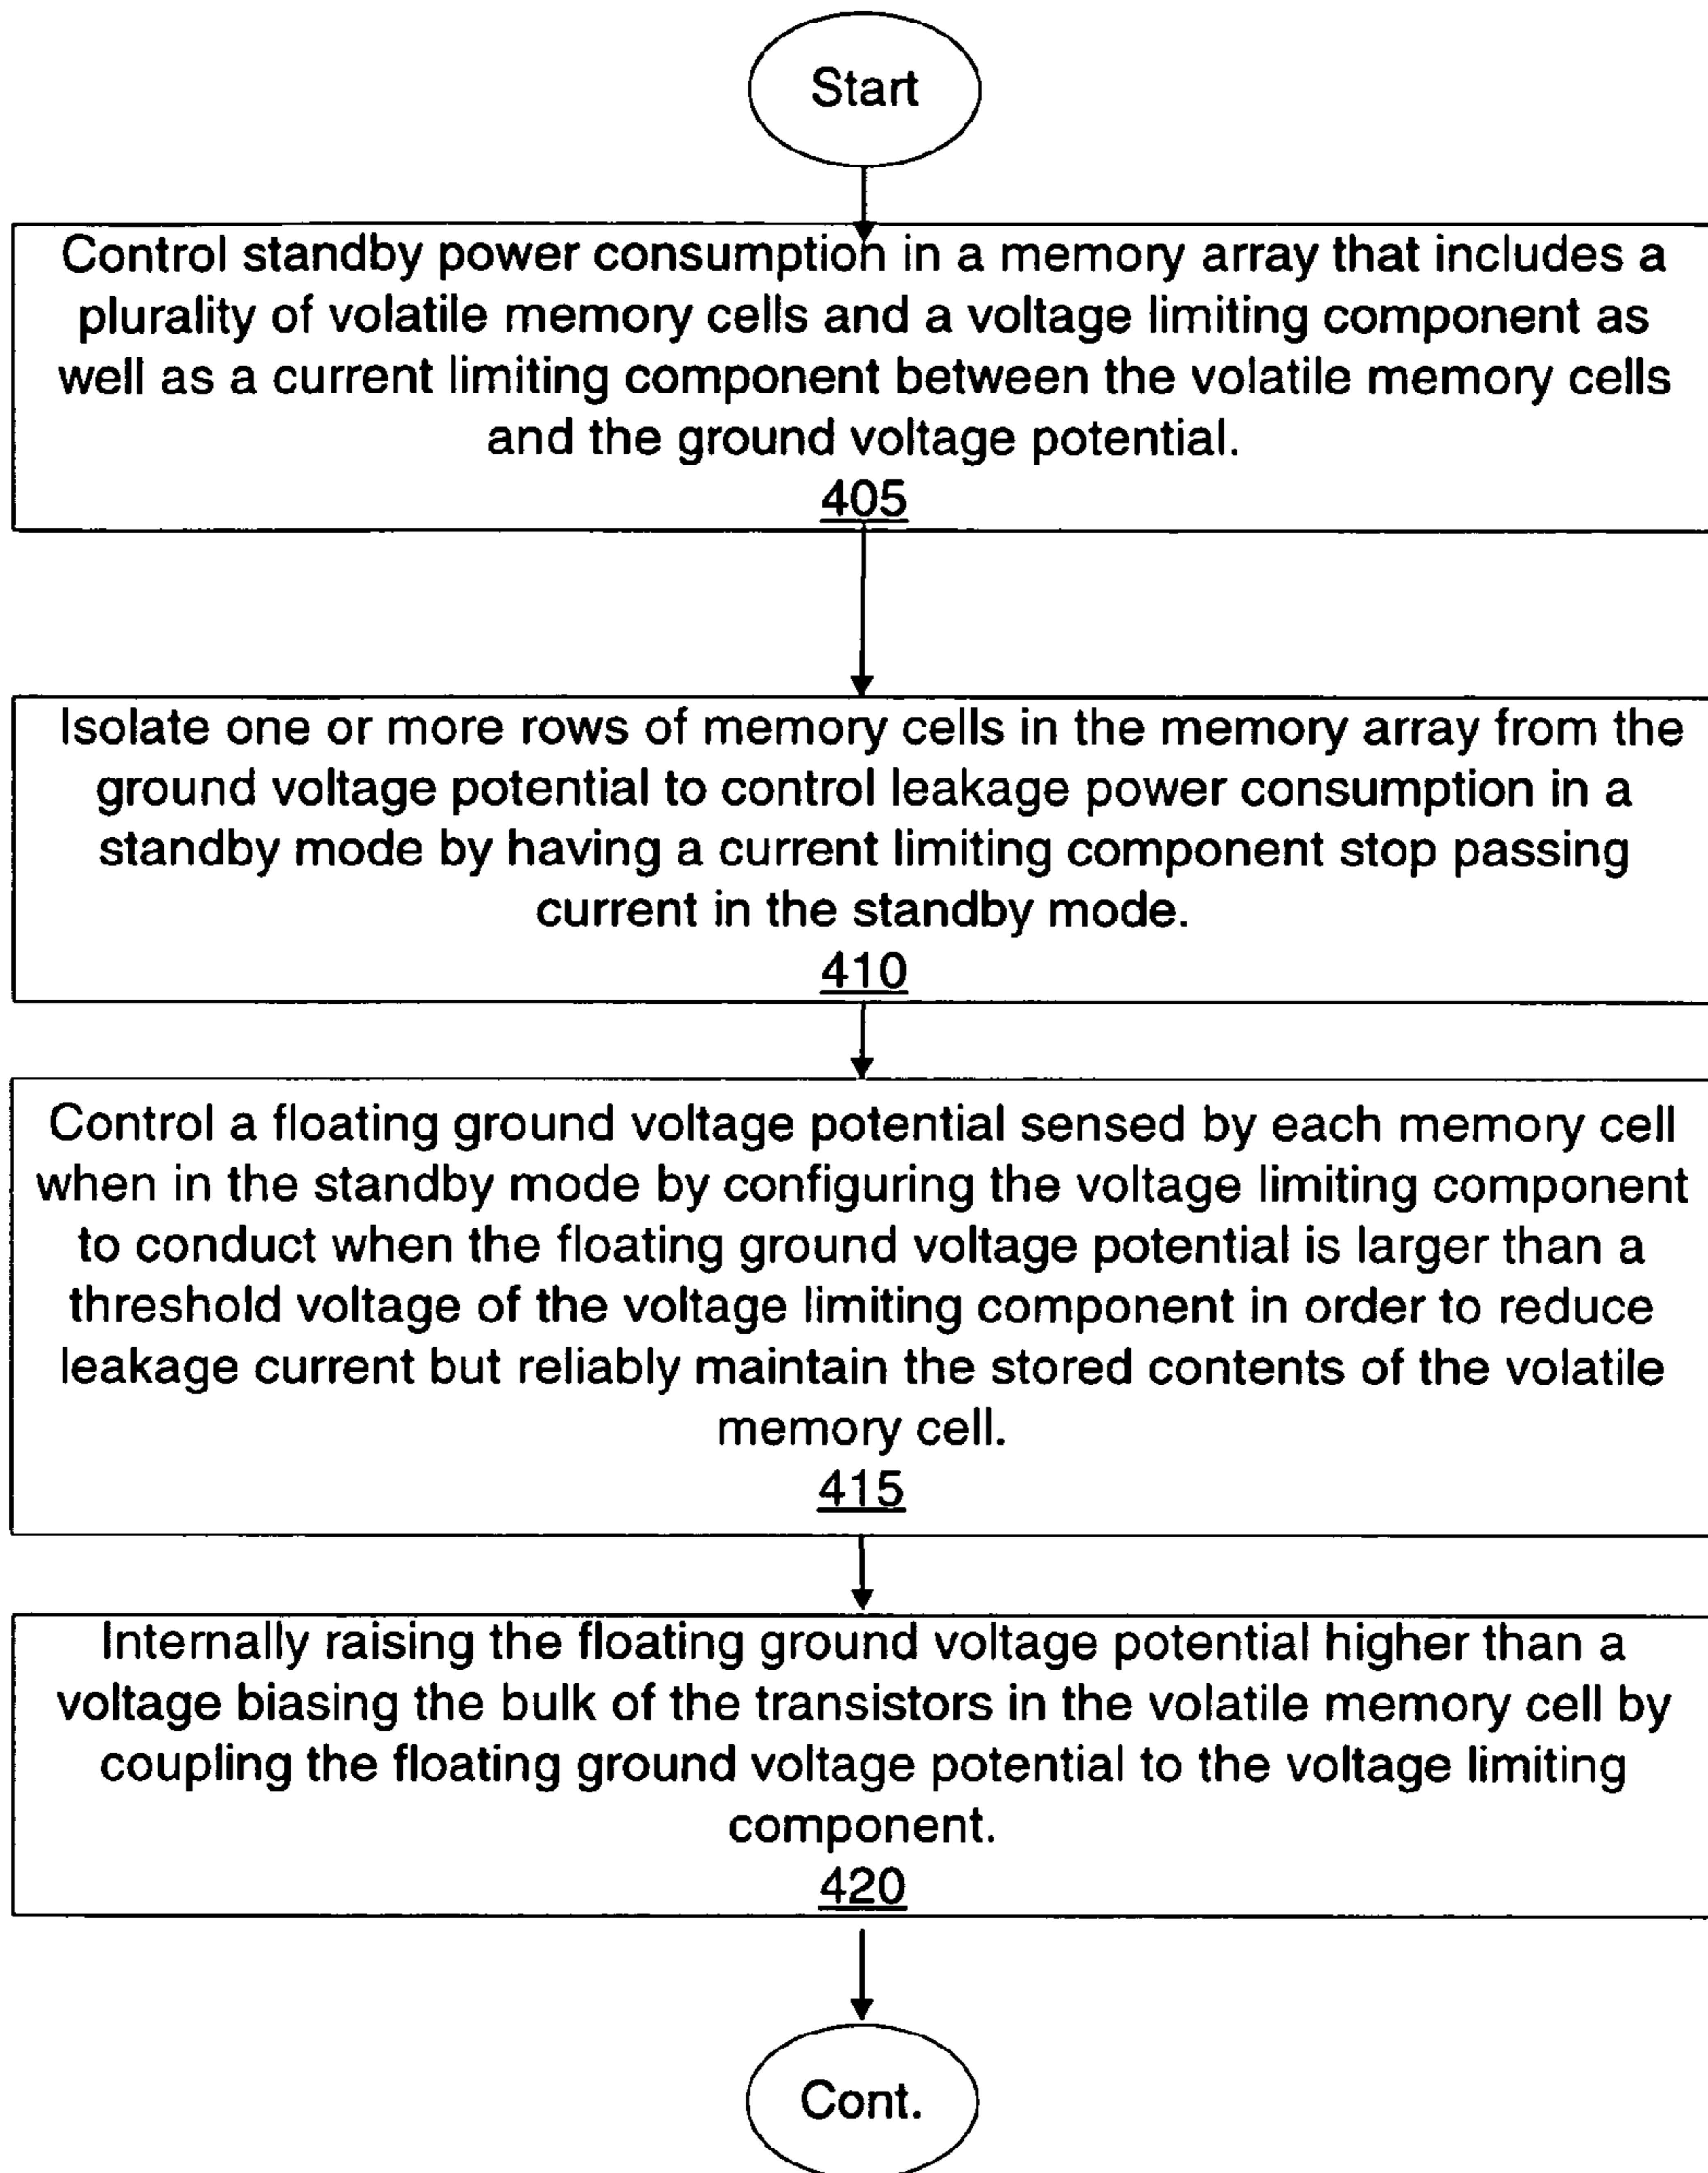 Start
Control standby power consumption in a memory array that includes a
plurality of volatile memory cells and a voltage limiting component as
well as a current limiting component between the volatile memory cells
and the ground voltage potential.
405
Isolate one or more rows of memory cells in the memory array from the
ground voltage potential to control leakage power consumption in a
standby mode by having a current limiting component stop passing
current in the standby mode.
410
Control a floating ground voltage potential sensed by each memory cell
when in the standby mode by configuring the voltage limiting component
to conduct when the floating ground voltage potential is larger than a
threshold voltage of the voltage limiting component in order to reduce
leakage current but reliably maintain the stored contents of the volatile
memory cell.
415
Internally raising the floating ground voltage potential higher than a
voltage biasing the bulk of the transistors in the volatile memory cell by
coupling the floating ground voltage potential to the voltage limiting
component.
420
Cont.